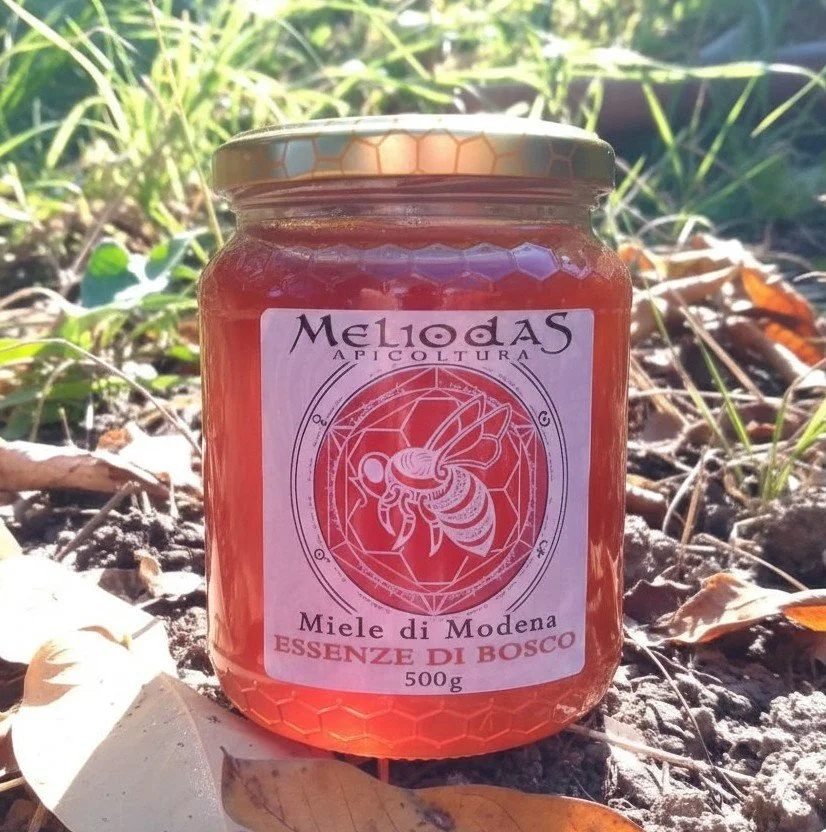 MeliodAS
APICOLTURA
Miele di Modena
ESSENZE DI BOSCO
500g